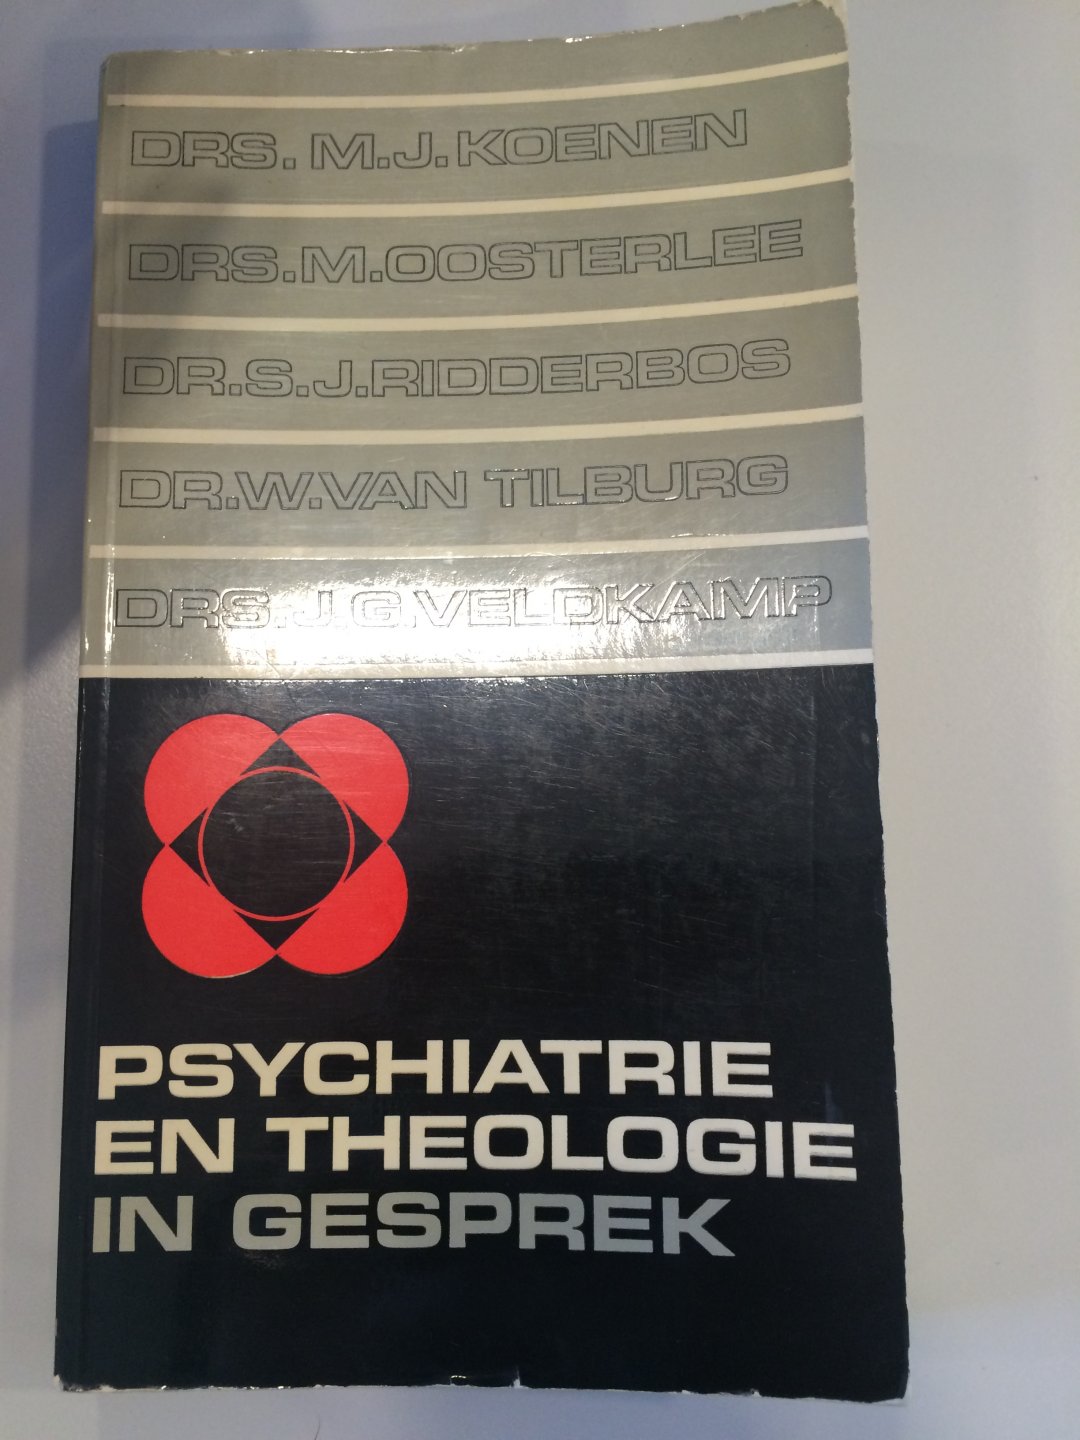 DRS. M.J. KOENEN
DRS. M. OOSTERLEE
DR. S.J. RIDDERBOS
DR. W. VAN TILBURG
DRS. J.G. VELDKAMP
PSYCHIATRIE
EN THEOLOGIE
IN GESPREK